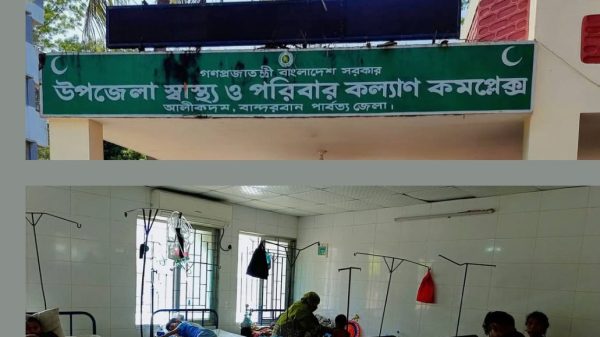 গণপ্রজাতন্ত্রী বাংলাদেশ সরকার
উপজেলা স্বাস্থ্য ও পরিবার কল্যাণ কমপ্লেক্স
আলীকদম, বান্দরবান পার্বত্য জেলা।